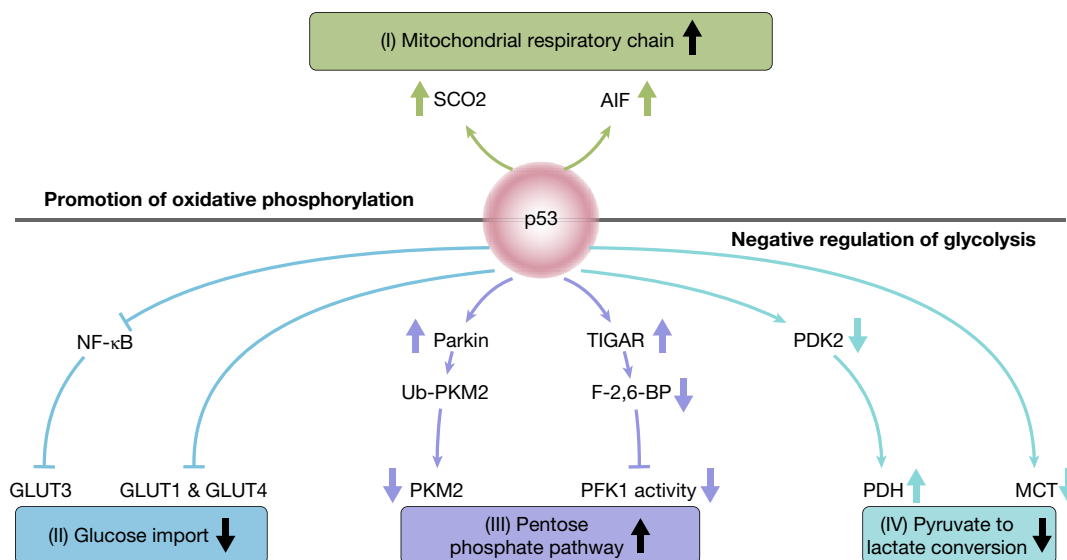 (I) Mitochondrial respiratory chain
SCO2
AIF
Promotion of oxidative phosphorylation
p53
Negative regulation of glycolysis
NF-κB
Parkin
TIGAR
PDK2
Ub-PKM2
F-2,6-BP
GLUT3
GLUT1 & GLUT4
PKM2
PFK1 activity
PDH
MCT
(II) Glucose import
(III) Pentose
phosphate pathway
(IV) Pyruvate to
lactate conversion